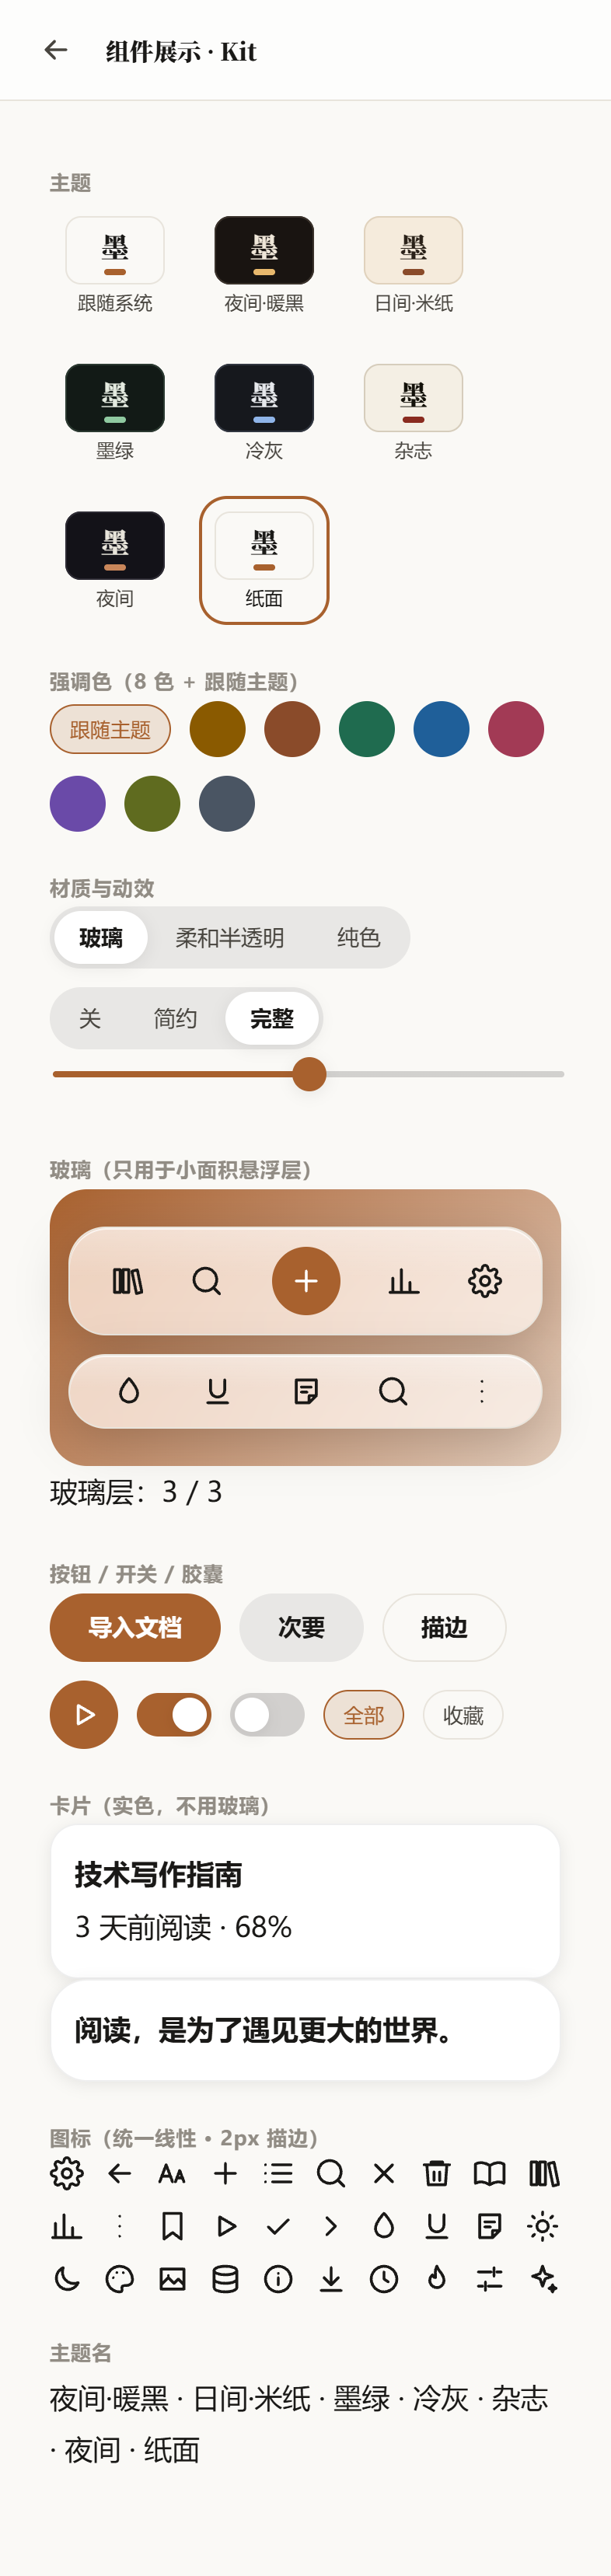 组件展示 · Kit
主题
墨 墨 墨
跟随系统 夜间·暖黑 日间·米纸
墨 墨 墨
墨绿 冷灰 杂志
墨 墨
夜间 纸面
强调色（8 色 + 跟随主题）
跟随主题
材质与动效
玻璃 柔和半透明 纯色
关 简约 完整
玻璃（只用于小面积悬浮层）
玻璃层：3 / 3
按钮 / 开关 / 胶囊
导入文档 次要 描边
全部 收藏
卡片（实色，不用玻璃）
技术写作指南
3 天前阅读 · 68%
阅读，是为了遇见更大的世界。
图标（统一线性 • 2px 描边）
主题名
夜间·暖黑 · 日间·米纸 · 墨绿 · 冷灰 · 杂志
· 夜间 · 纸面